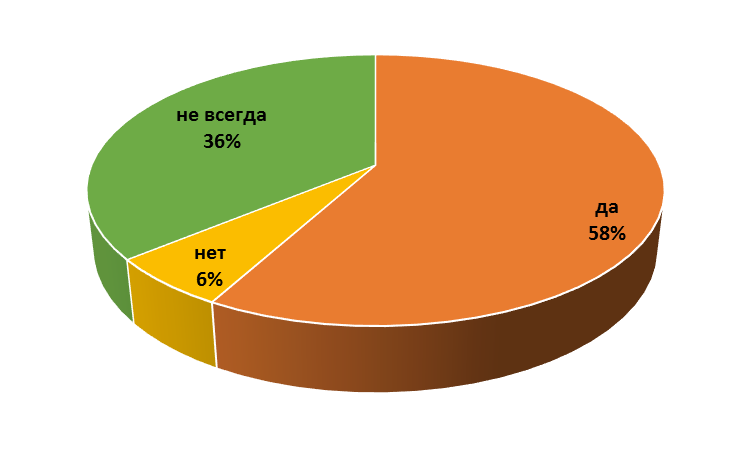 не всегда
36%
да
58%
нет
6%